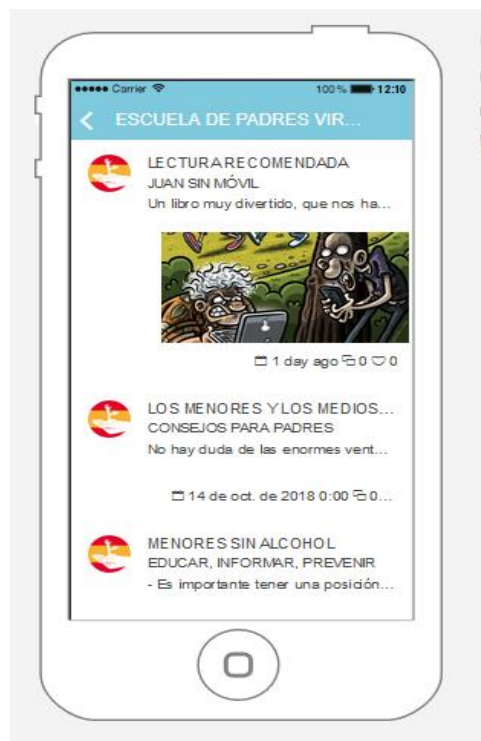 Carrier 100% 12:10
ESCUELA DE PADRES VIR...
LECTURA RECOMENDADA
JUAN SIN MÓVIL
Un libro muy divertido, que nos ha...
1 day ago 0 0
LOS MENORES Y LOS MEDIOS...
CONSEJOS PARA PADRES
No hay duda de las enormes vent...
14 de oct. de 2018 0:00 0...
MENORES SIN ALCOHOL
EDUCAR, INFORMAR, PREVENIR
- Es importante tener una posición...